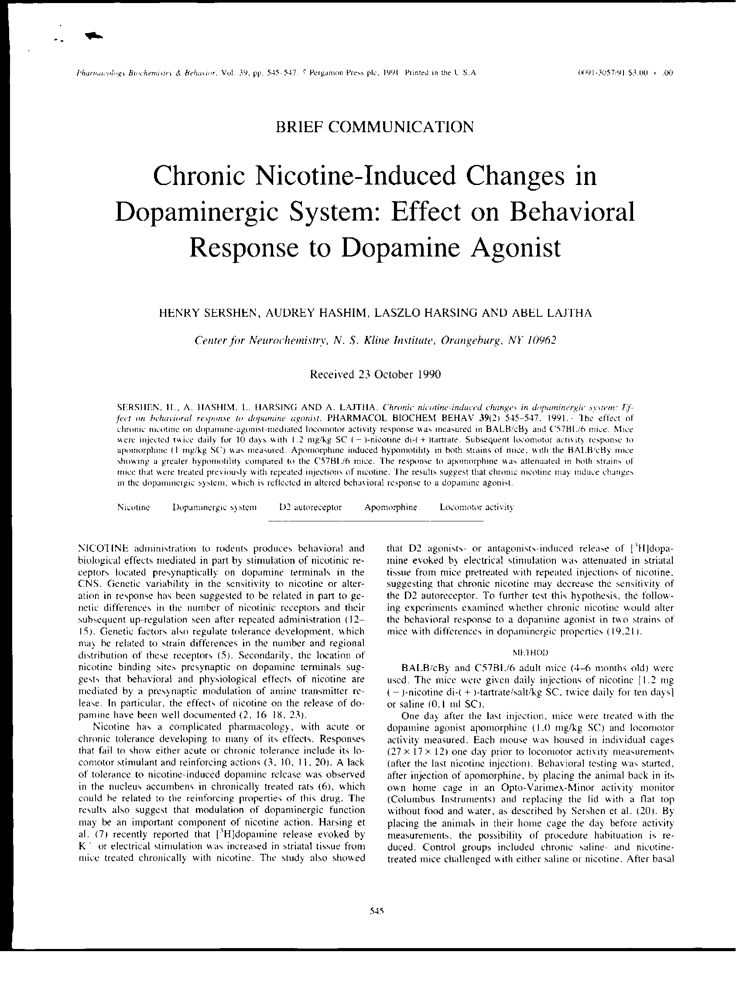 Pharmacology Biochemistry & Behavior, Vol. 39, pp. 545–547. © Pergamon Press plc, 1991. Printed in the U.S.A.
0091-3057/91 $3.00 + .00
BRIEF COMMUNICATION
Chronic Nicotine-Induced Changes in
Dopaminergic System: Effect on Behavioral
Response to Dopamine Agonist
HENRY SERSHEN, AUDREY HASHIM, LASZLO HARSING AND ABEL LAJTHA
Center for Neurochemistry, N. S. Kline Institute, Orangeburg, NY 10962
Received 23 October 1990
SERSHEN, H., A. HASHIM, L. HARSING AND A. LAJTHA. Chronic nicotine-induced changes in dopaminergic system: Ef-
fect on behavioral response to dopamine agonist. PHARMACOL BIOCHEM BEHAV 39(2) 545–547, 1991.- The effect of
chronic nicotine on dopamine-agonist-mediated locomotor activity response was measured in BALB/cBy and C57BL/6 mice. Mice
were injected twice daily for 10 days with 1.2 mg/kg SC (−)-nicotine di-(+)tartrate. Subsequent locomotor activity response to
apomorphine (1 mg/kg SC) was measured. Apomorphine induced hypomotility in both strains of mice, with the BALB/cBy mice
showing a greater hypomotility compared to the C57BL/6 mice. The response to apomorphine was attenuated in both strains of
mice that were treated previously with repeated injections of nicotine. The results suggest that chronic nicotine may induce changes
in the dopaminergic system, which is reflected in altered behavioral response to a dopamine agonist.
Nicotine Dopaminergic system D2 autoreceptor Apomorphine Locomotor activity
NICOTINE administration to rodents produces behavioral and
biological effects mediated in part by stimulation of nicotinic re-
ceptors located presynaptically on dopamine terminals in the
CNS. Genetic variability in the sensitivity to nicotine or alter-
ation in response has been suggested to be related in part to ge-
netic differences in the number of nicotinic receptors and their
subsequent up-regulation seen after repeated administration (12–
15). Genetic factors also regulate tolerance development, which
may be related to strain differences in the number and regional
distribution of these receptors (5). Secondarily, the location of
nicotine binding sites presynaptic on dopamine terminals sug-
gests that behavioral and physiological effects of nicotine are
mediated by a presynaptic modulation of amine transmitter re-
lease. In particular, the effects of nicotine on the release of do-
pamine have been well documented (2, 16–18, 23).
Nicotine has a complicated pharmacology, with acute or
chronic tolerance developing to many of its effects. Responses
that fail to show either acute or chronic tolerance include its lo-
comotor stimulant and reinforcing actions (3, 10, 11, 20). A lack
of tolerance to nicotine-induced dopamine release was observed
in the nucleus accumbens in chronically treated rats (6), which
could be related to the reinforcing properties of this drug. The
results also suggest that modulation of dopaminergic function
may be an important component of nicotine action. Harsing et
al. (7) recently reported that [³H]dopamine release evoked by
K⁺ or electrical stimulation was increased in striatal tissue from
mice treated chronically with nicotine. The study also showed
that D2 agonists- or antagonists-induced release of [³H]dopa-
mine evoked by electrical stimulation was attenuated in striatal
tissue from mice pretreated with repeated injections of nicotine,
suggesting that chronic nicotine may decrease the sensitivity of
the D2 autoreceptor. To further test this hypothesis, the follow-
ing experiments examined whether chronic nicotine would alter
the behavioral response to a dopamine agonist in two strains of
mice with differences in dopaminergic properties (19,21).
METHOD
BALB/cBy and C57BL/6 adult mice (4–6 months old) were
used. The mice were given daily injections of nicotine [1.2 mg
(−)-nicotine di-(+)-tartrate/salt/kg SC, twice daily for ten days]
or saline (0.1 ml SC).
One day after the last injection, mice were treated with the
dopamine agonist apomorphine (1.0 mg/kg SC) and locomotor
activity measured. Each mouse was housed in individual cages
(27 × 17 × 12) one day prior to locomotor activity measurements
(after the last nicotine injection). Behavioral testing was started,
after injection of apomorphine, by placing the animal back in its
own home cage in an Opto-Varimex-Minor activity monitor
(Columbus Instruments) and replacing the lid with a flat top
without food and water, as described by Sershen et al. (20). By
placing the animals in their home cage the day before activity
measurements, the possibility of procedure habituation is re-
duced. Control groups included chronic saline- and nicotine-
treated mice challenged with either saline or nicotine. After basal
545